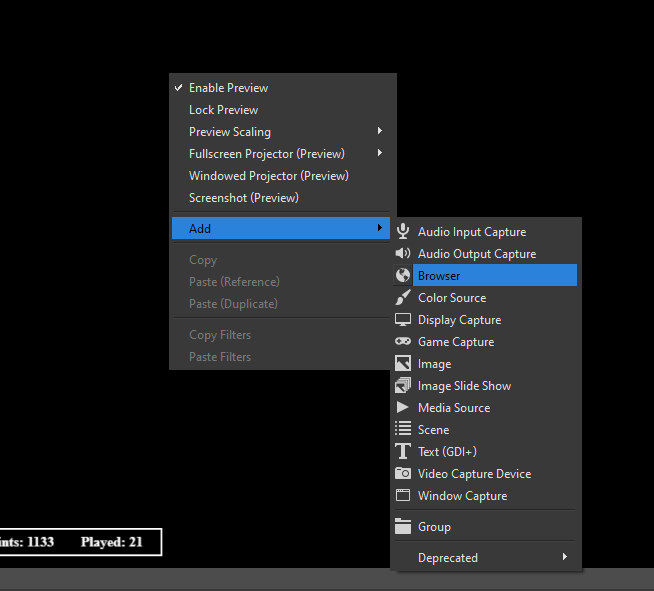 Enable Preview
Lock Preview
Preview Scaling
Fullscreen Projector (Preview)
Windowed Projector (Preview)
Screenshot (Preview)
Add
Copy
Paste (Reference)
Paste (Duplicate)
Copy Filters
Paste Filters
Audio Input Capture
Audio Output Capture
Browser
Color Source
Display Capture
Game Capture
Image
Image Slide Show
Media Source
Scene
Text (GDI+)
Video Capture Device
Window Capture
Group
Deprecated
ints: 1133 Played: 21